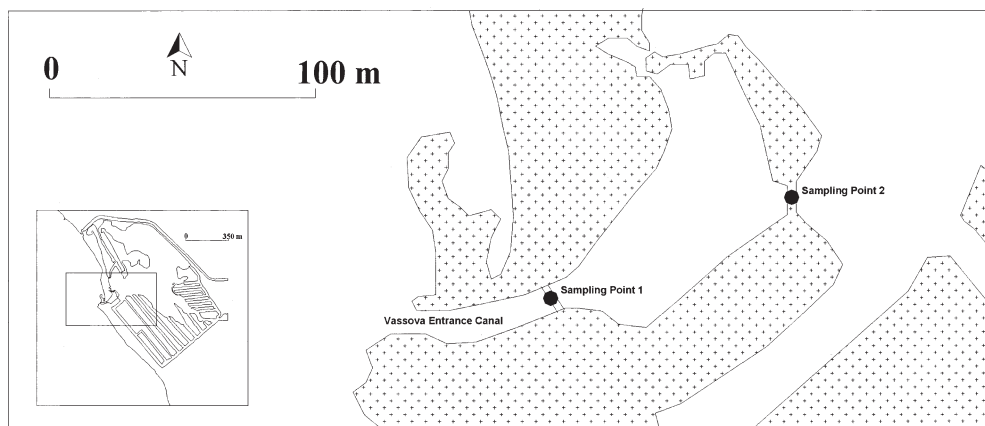 N
0 100 m
Sampling Point 2
0 350 m
Sampling Point 1
Vassova Entrance Canal